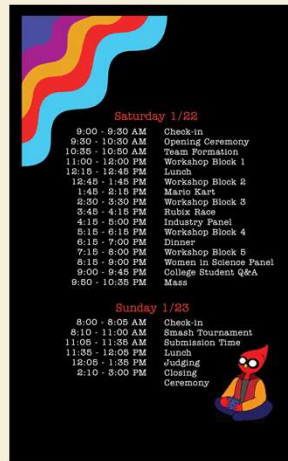 Saturday 1/22
9:00 - 9:30 AM Check-in
9:30 - 10:30 AM Opening Ceremony
10:35 - 10:50 AM Team Formation
11:00 - 12:00 PM Workshop Block 1
12:15 - 12:45 PM Lunch
12:45 - 1:45 PM Workshop Block 2
1:45 - 2:15 PM Mario Kart
2:30 - 3:30 PM Workshop Block 3
3:45 - 4:15 PM Rubix Race
4:15 - 5:00 PM Industry Panel
5:15 - 6:15 PM Workshop Block 4
6:15 - 7:00 PM Dinner
7:15 - 8:00 PM Workshop Block 5
8:15 - 9:00 PM Women in Science Panel
9:00 - 9:45 PM College Student Q&A
9:50 - 10:35 PM Mass
Sunday 1/23
8:00 - 8:05 AM Check-in
8:10 - 11:00 AM Smash Tournament
11:05 - 11:35 AM Submission Time
11:35 - 12:05 PM Lunch
12:05 - 1:35 PM Judging
2:10 - 3:00 PM Closing
Ceremony